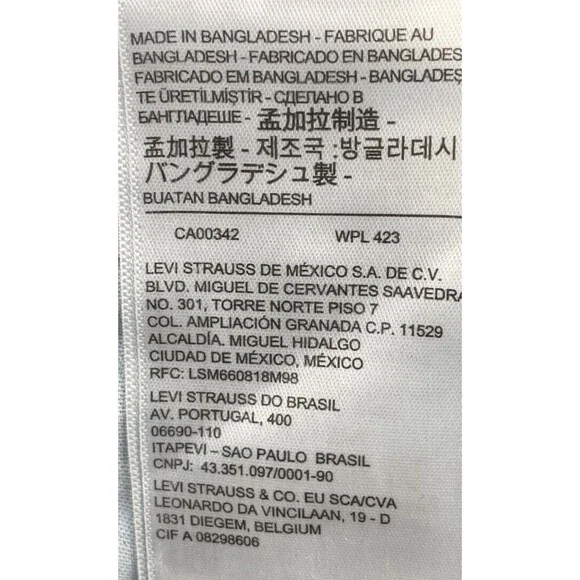 MADE IN BANGLADESH - FABRIQUE AU
BANGLADESH - FABRICADO EN BANGLADES
FABRICADO EM BANGLADESH - BANGLADEŞ
TE ÜRETİLMİŞTİR - СДЕЛАНО В
БАНГЛАДЕШЕ - 孟加拉制造 -
孟加拉製 - 제조국 :방글라데시
バングラデシュ製 -
BUATAN BANGLADESH
CA00342 WPL 423
LEVI STRAUSS DE MÉXICO S.A. DE C.V.
BLVD. MIGUEL DE CERVANTES SAAVEDRA
NO. 301, TORRE NORTE PISO 7
COL. AMPLIACIÓN GRANADA C.P. 11529
ALCALDÍA. MIGUEL HIDALGO
CIUDAD DE MÉXICO, MÉXICO
RFC: LSM660818M98
LEVI STRAUSS DO BRASIL
AV. PORTUGAL, 400
06690-110
ITAPEVI – SAO PAULO BRASIL
CNPJ: 43.351.097/0001-90
LEVI STRAUSS & CO. EU SCA/CVA
LEONARDO DA VINCILAAN, 19 - D
1831 DIEGEM, BELGIUM
CIF A 08298606